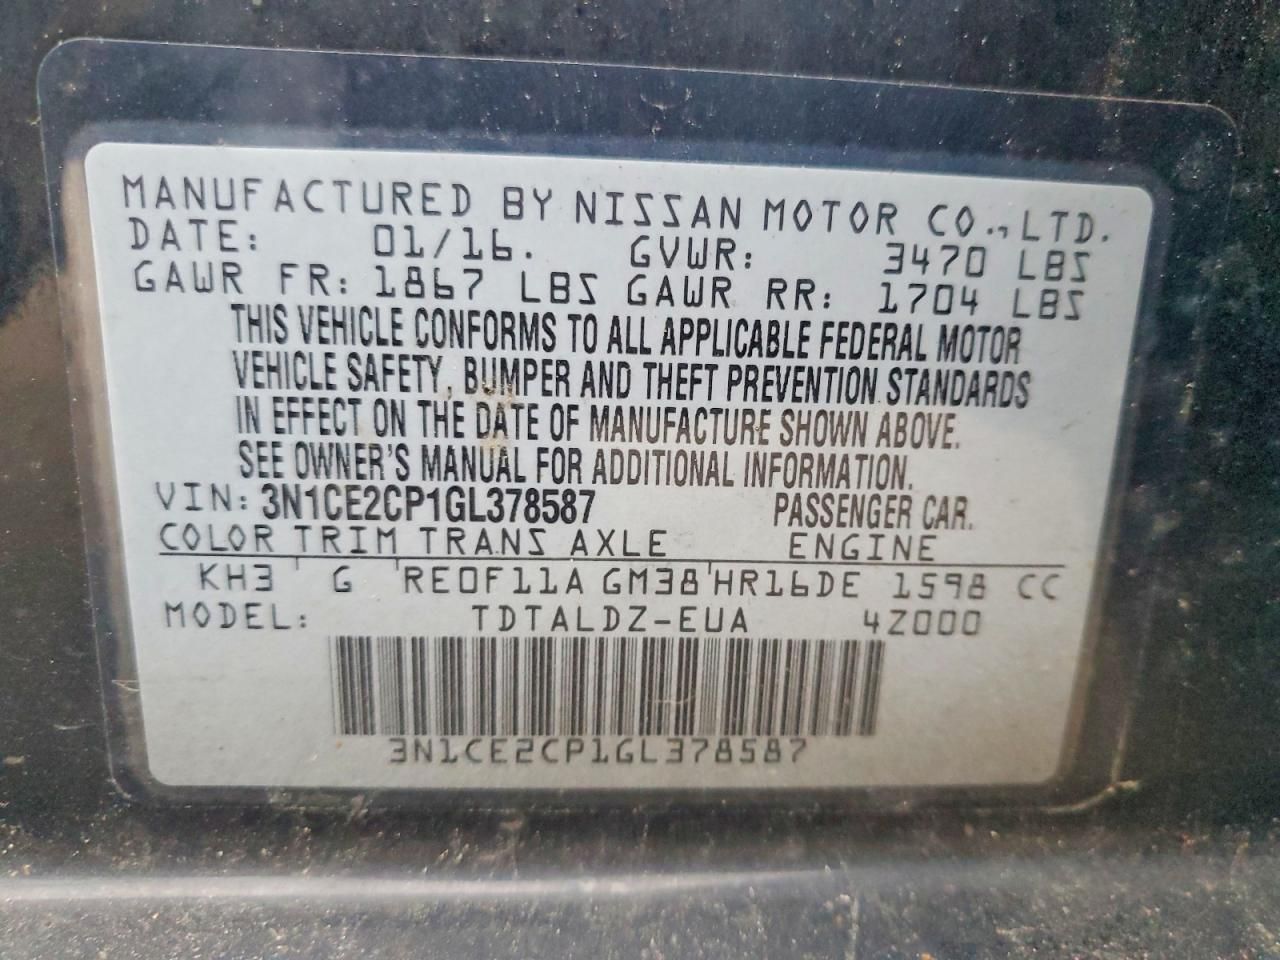 MANUFACTURED BY NISSAN MOTOR CO., LTD.
DATE: 01/16. GVWR: 3470 LBS
GAWR FR: 1867 LBS GAWR RR: 1704 LBS
THIS VEHICLE CONFORMS TO ALL APPLICABLE FEDERAL MOTOR
VEHICLE SAFETY, BUMPER AND THEFT PREVENTION STANDARDS
IN EFFECT ON THE DATE OF MANUFACTURE SHOWN ABOVE.
SEE OWNER'S MANUAL FOR ADDITIONAL INFORMATION.
VIN: 3N1CE2CP1GL378587 PASSENGER CAR.
COLOR TRIM TRANS AXLE ENGINE
KH3 ' G 'RE0F11A GM38'HR16DE 1598 CC
MODEL: TDTALDZ-EUA 4Z000
3N1CE2CP1GL378587